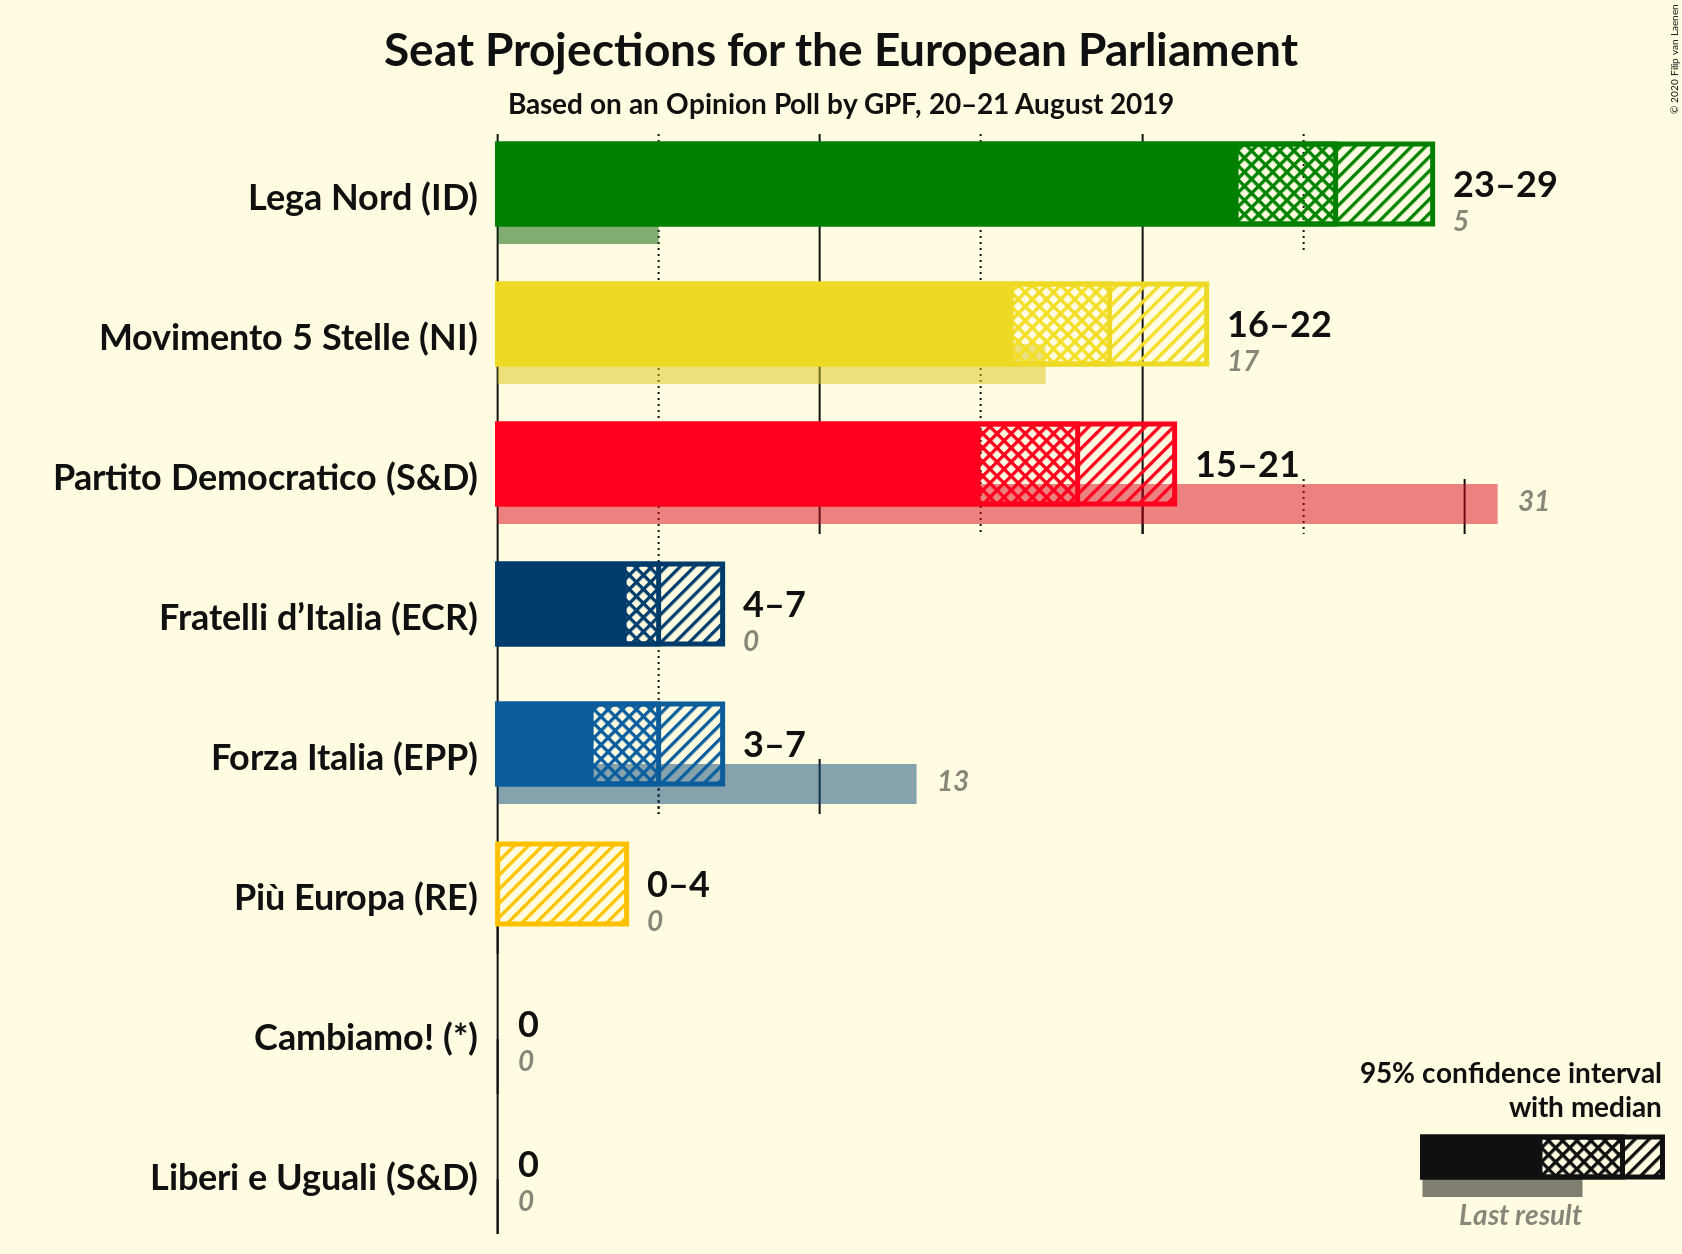 Seat Projections for the European Parliament
Based on an Opinion Poll by GPF, 20–21 August 2019
© 2020 Filip van Laenen
Lega Nord (ID)
23–29
5
Movimento 5 Stelle (NI)
16–22
17
Partito Democratico (S&D)
15–21
31
Fratelli d’Italia (ECR)
4–7
0
Forza Italia (EPP)
3–7
13
Più Europa (RE)
0–4
0
Cambiamo! (*)
0
0
Liberi e Uguali (S&D)
0
0
95% confidence interval
with median
Last result